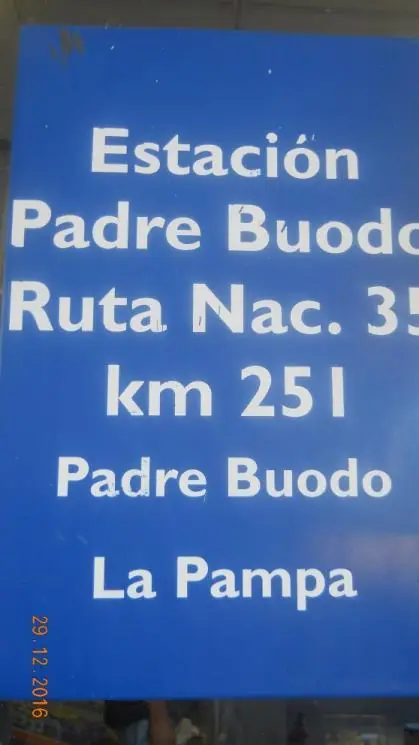 Estación
Padre Buodo
Ruta Nac. 35
km 251
Padre Buodo
La Pampa
29.12.2016